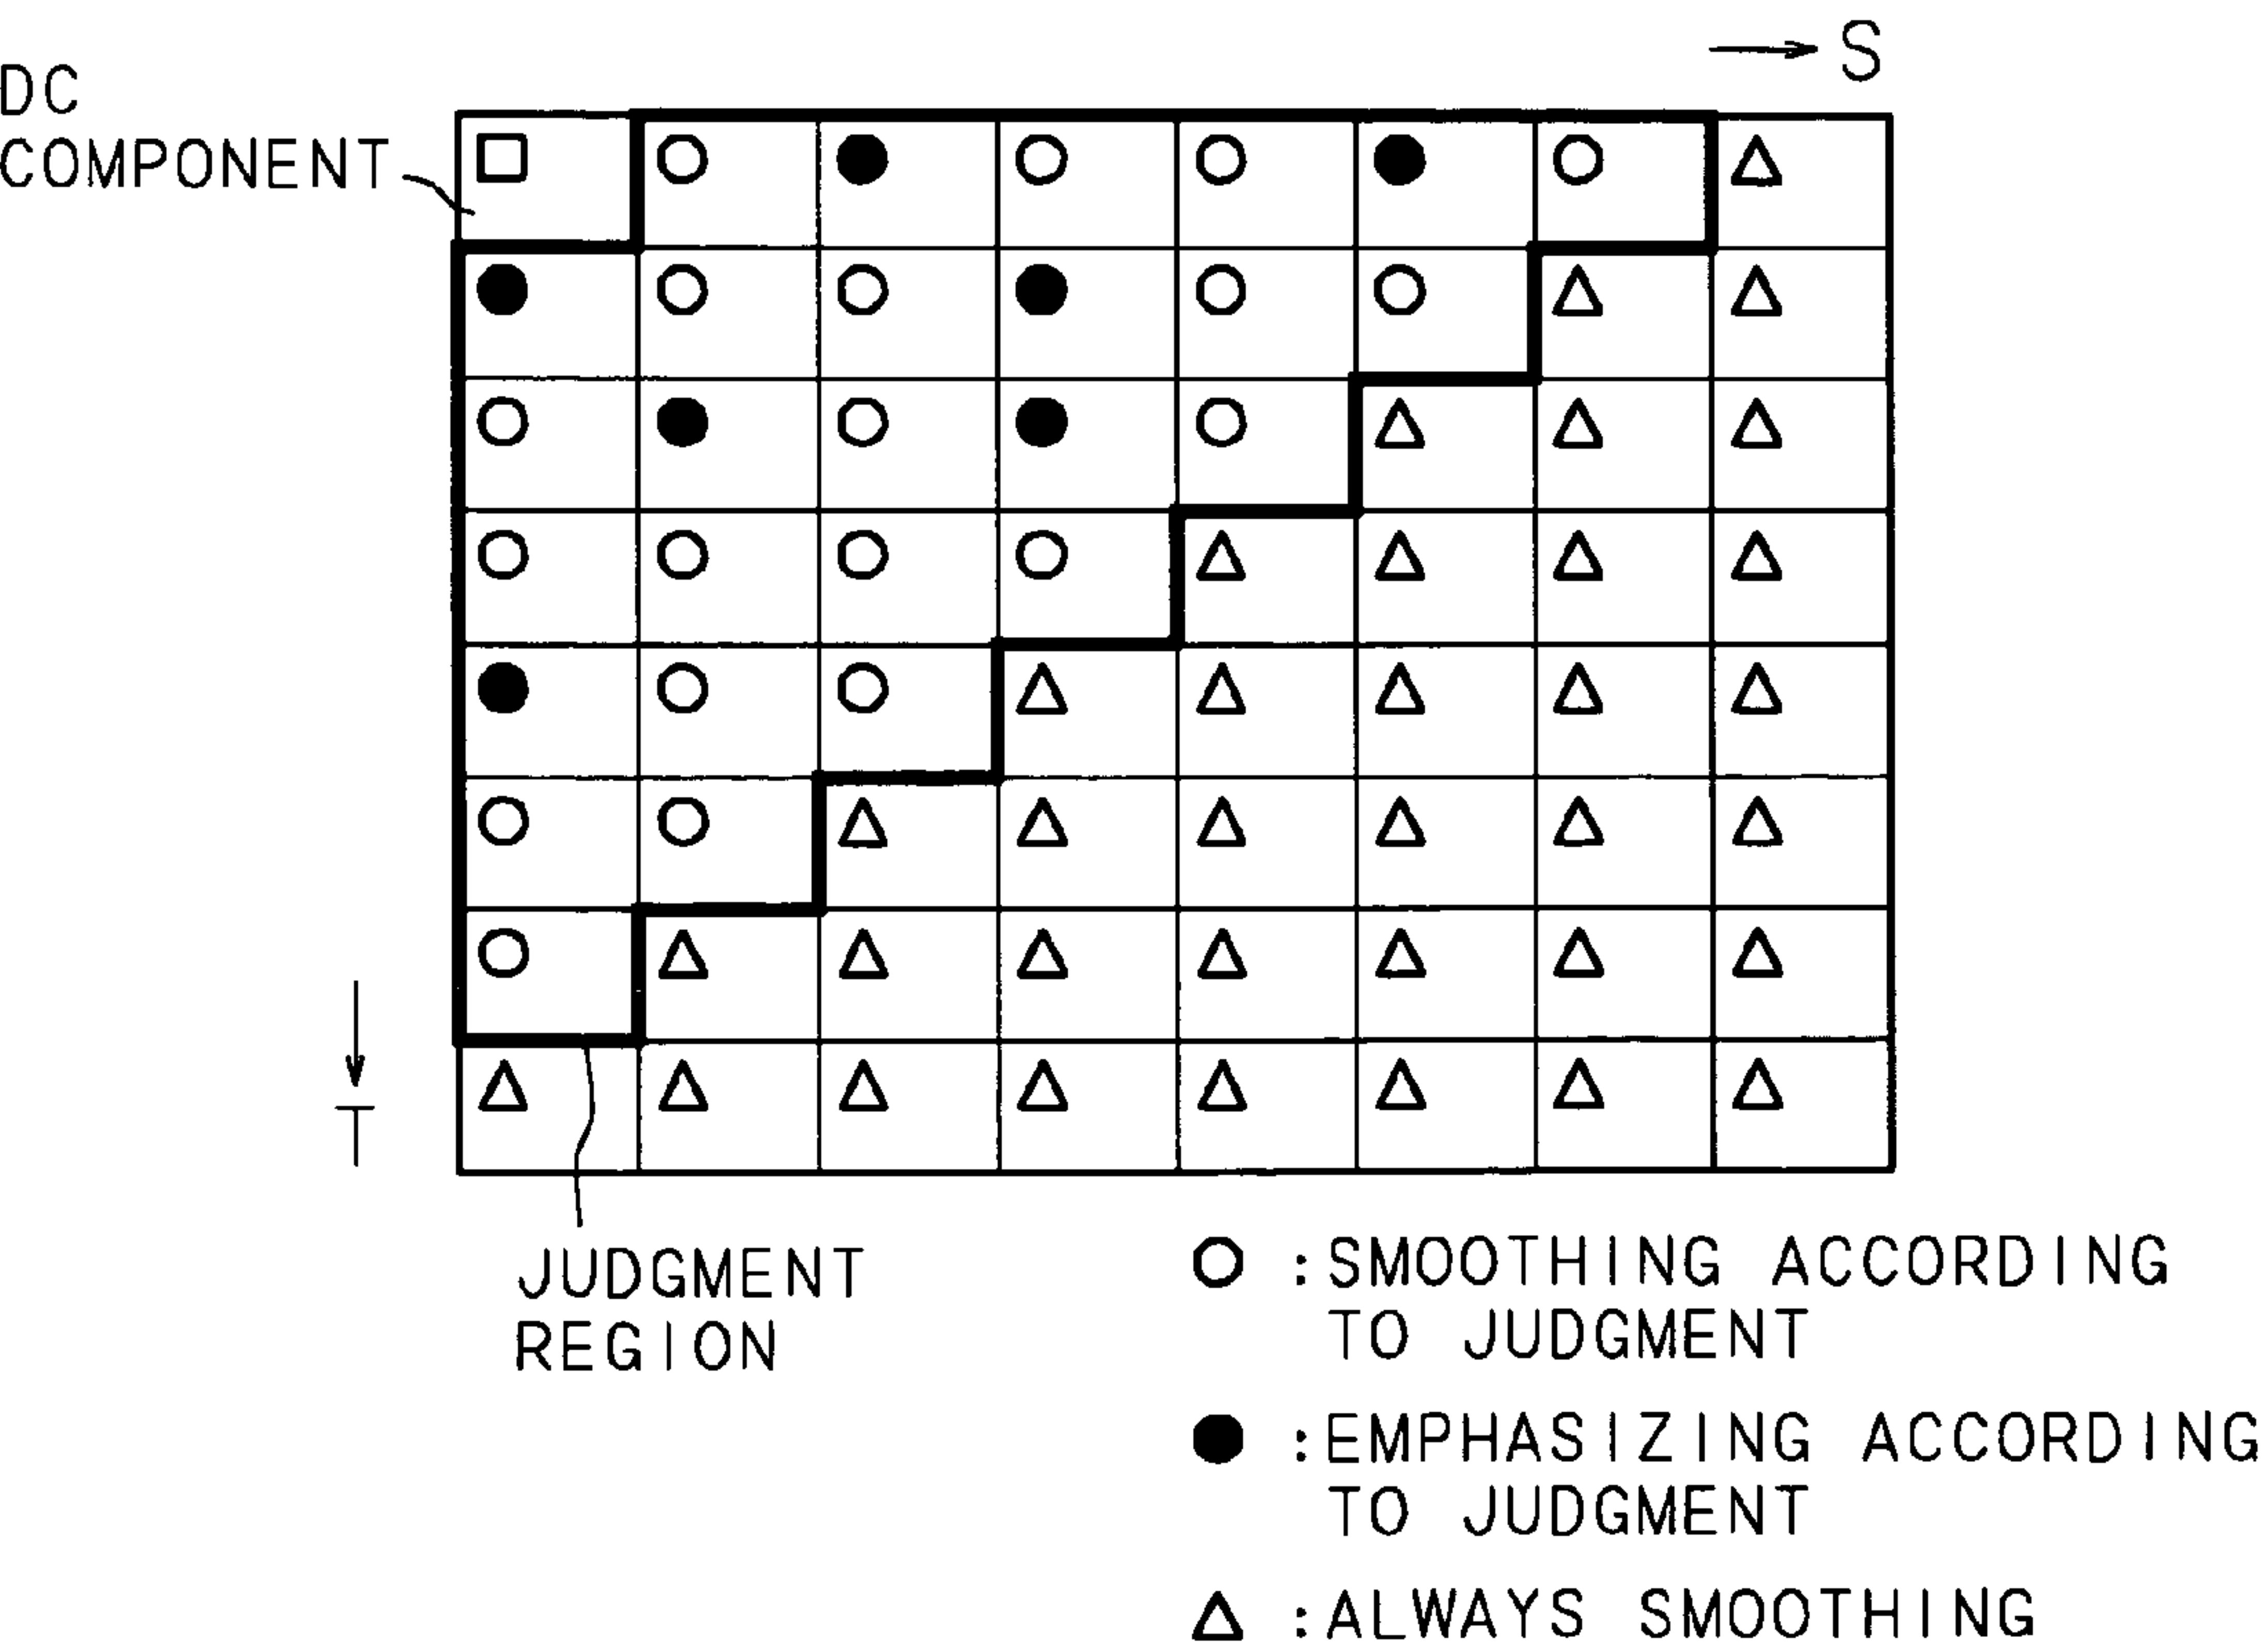 S
DC
COMPONENT
T
JUDGMENT
REGION
:SMOOTHING ACCORDING
TO JUDGMENT
:EMPHASIZING ACCORDING
TO JUDGMENT
:ALWAYS SMOOTHING